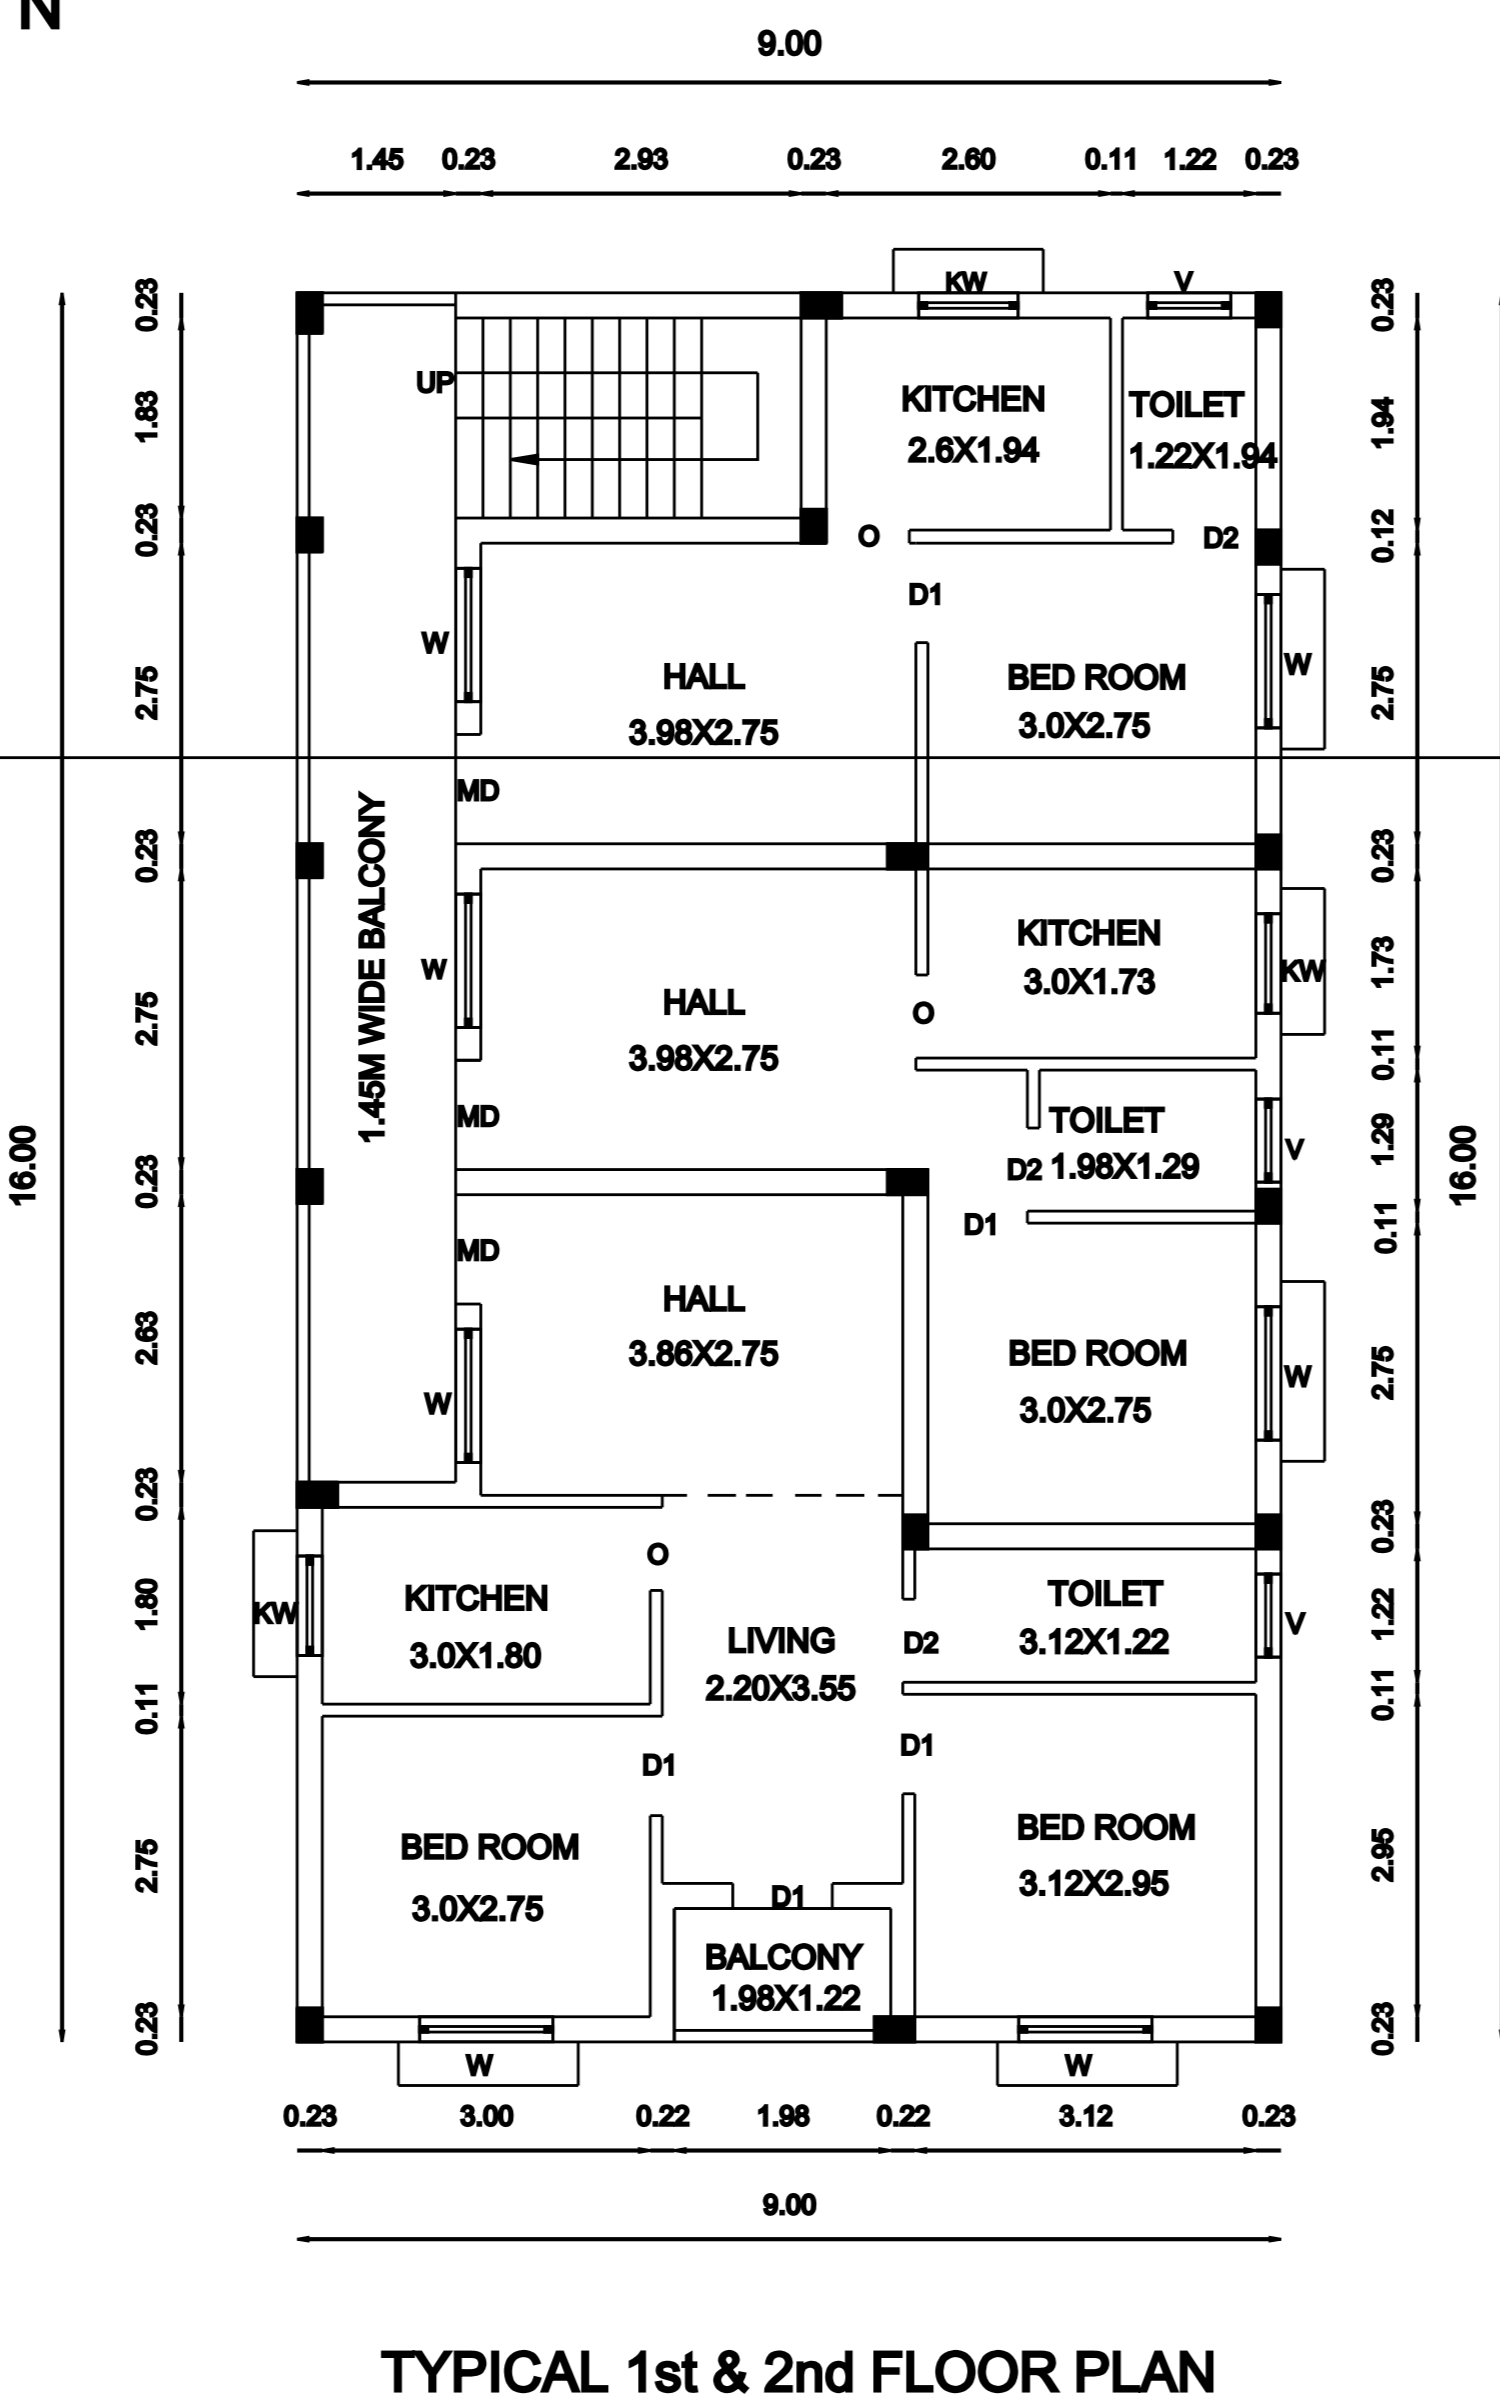 N
9.00
1.45 0.23 2.93 0.23 2.60 0.11 1.22 0.23
KW V
0.23 0.23
UP
KITCHEN TOILET
2.6X1.94 1.22X1.94
1.83 1.94
0.23 O D2 0.12
D1
W W
HALL BED ROOM
3.98X2.75 3.0X2.75
2.75 2.75
MD
0.23 0.23
1.45M WIDE BALCONY
KITCHEN
3.0X1.73
W KW
1.73
HALL
3.98X2.75
2.75
O
0.11
MD
TOILET
D2 1.98X1.29
V
1.29
16.00 16.00
0.23
D1
0.11
MD
HALL
3.86X2.75
2.63
BED ROOM
3.0X2.75
W W
2.75
0.23 0.23
O
KITCHEN TOILET
3.0X1.80 3.12X1.22
KW V
1.80 1.22
LIVING
2.20X3.55
D2
0.11 0.11
D1 D1
BED ROOM BED ROOM
3.0X2.75 3.12X2.95
2.75 2.95
D1
BALCONY
1.98X1.22
0.23 0.23
W W
0.23 3.00 0.22 1.98 0.22 3.12 0.23
9.00
TYPICAL 1st & 2nd FLOOR PLAN